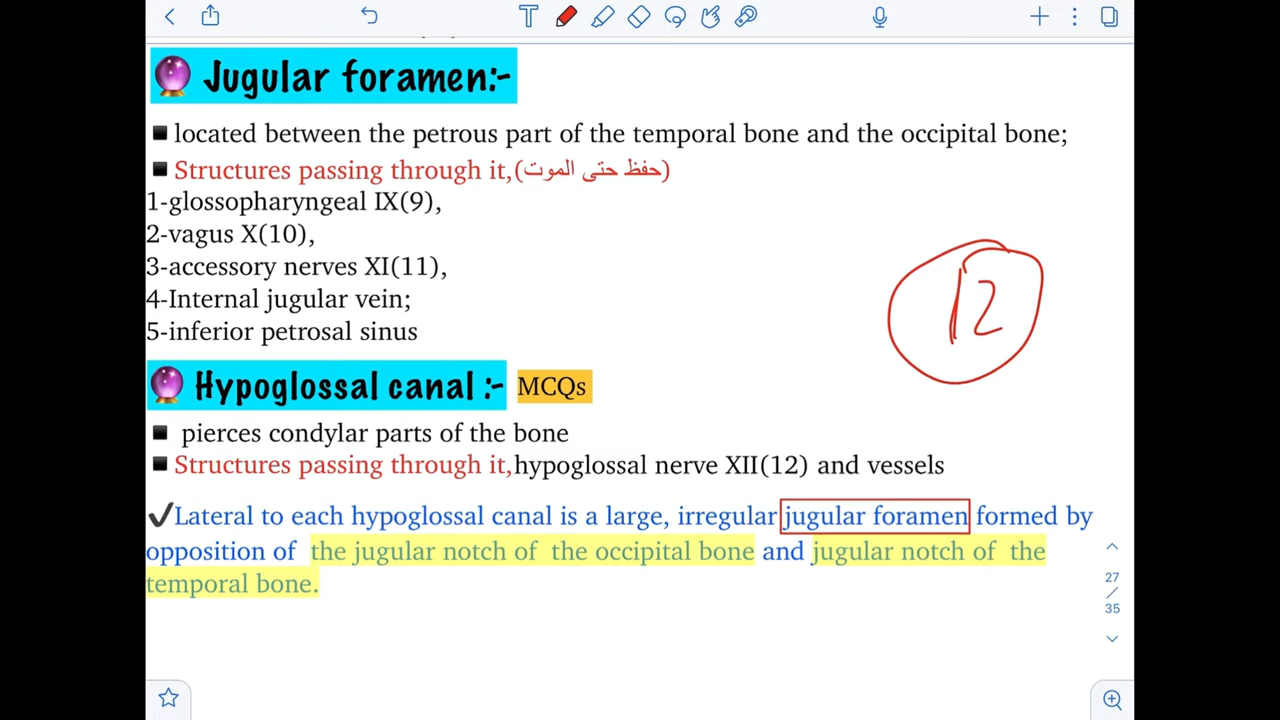 Jugular foramen:-
located between the petrous part of the temporal bone and the occipital bone;
Structures passing through it,(حفظ حتى الموت)
1-glossopharyngeal IX(9),
2-vagus X(10),
3-accessory nerves XI(11),
4-Internal jugular vein;
5-inferior petrosal sinus
12
Hypoglossal canal :- MCQs
pierces condylar parts of the bone
Structures passing through it,hypoglossal nerve XII(12) and vessels
✓Lateral to each hypoglossal canal is a large, irregular jugular foramen formed by
opposition of the jugular notch of the occipital bone and jugular notch of the
temporal bone.
27
/
35